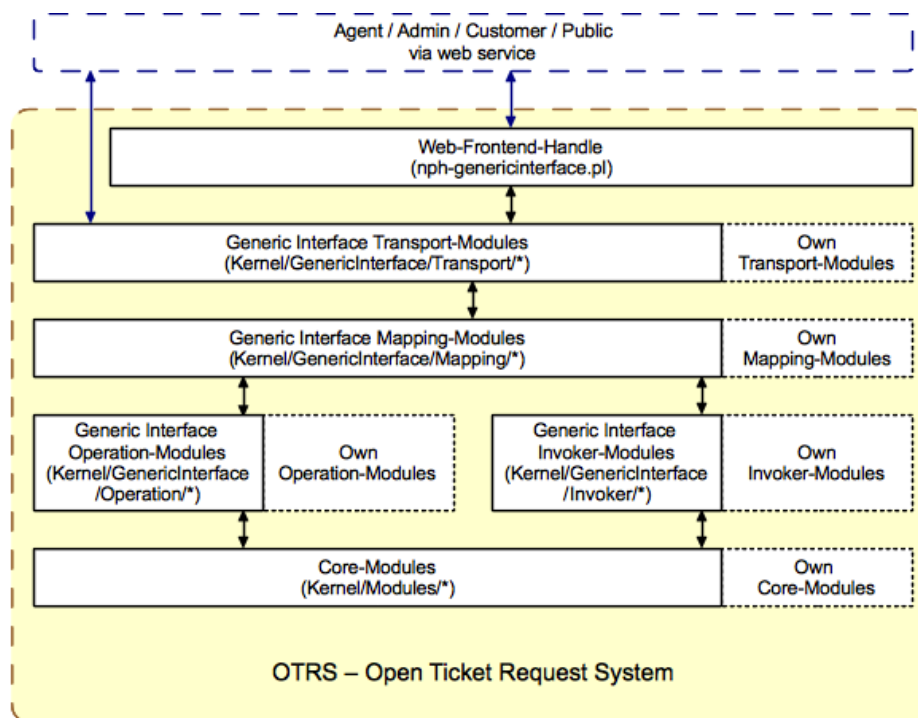 Agent / Admin / Customer / Public
via web service
Web-Frontend-Handle
(nph-genericinterface.pl)
Generic Interface Transport-Modules
(Kernel/GenericInterface/Transport/*)
Own
Transport-Modules
Generic Interface Mapping-Modules
(Kernel/GenericInterface/Mapping/*)
Own
Mapping-Modules
Generic Interface
Operation-Modules
(Kernel/GenericInterface
/Operation/*)
Own
Operation-Modules
Generic Interface
Invoker-Modules
(Kernel/GenericInterface
/Invoker/*)
Own
Invoker-Modules
Core-Modules
(Kernel/Modules/*)
Own
Core-Modules
OTRS – Open Ticket Request System